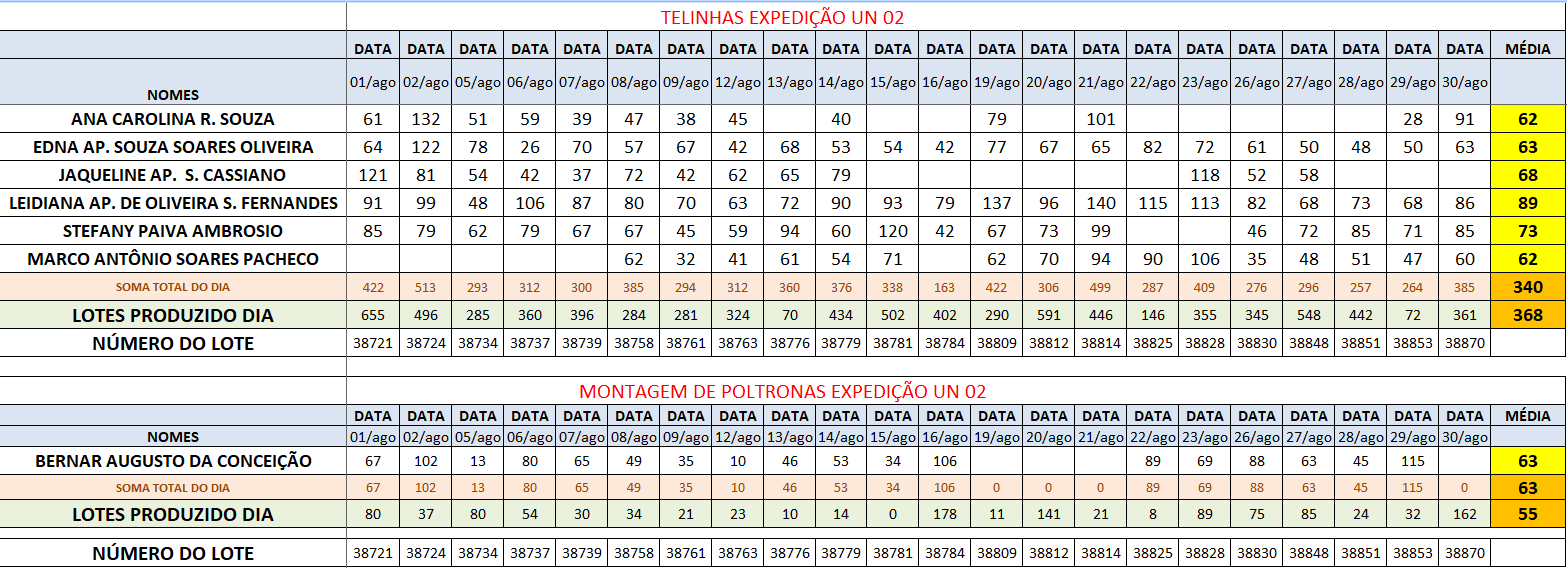 TELINHAS EXPEDIÇÃO UN 02
DATA DATA DATA DATA DATA DATA DATA DATA DATA DATA DATA DATA DATA DATA DATA DATA DATA DATA DATA DATA DATA DATA MÉDIA
NOMES 01/ago 02/ago 05/ago 06/ago 07/ago 08/ago 09/ago 12/ago 13/ago 14/ago 15/ago 16/ago 19/ago 20/ago 21/ago 22/ago 23/ago 26/ago 27/ago 28/ago 29/ago 30/ago
ANA CAROLINA R. SOUZA 61 132 51 59 39 47 38 45 40 79 101 28 91 62
EDNA AP. SOUZA SOARES OLIVEIRA 64 122 78 26 70 57 67 42 68 53 54 42 77 67 65 82 72 61 50 48 50 63 63
JAQUELINE AP. S. CASSIANO 121 81 54 42 37 72 42 62 65 79 118 52 58 68
LEIDIANA AP. DE OLIVEIRA S. FERNANDES 91 99 48 106 87 80 70 63 72 90 93 79 137 96 140 115 113 82 68 73 68 86 89
STEFANY PAIVA AMBROSIO 85 79 62 79 67 67 45 59 94 60 120 42 67 73 99 46 72 85 71 85 73
MARCO ANTÔNIO SOARES PACHECO 62 32 41 61 54 71 62 70 94 90 106 35 48 51 47 60 62
SOMA TOTAL DO DIA 422 513 293 312 300 385 294 312 360 376 338 163 422 306 499 287 409 276 296 257 264 385 340
LOTES PRODUZIDO DIA 655 496 285 360 396 284 281 324 70 434 502 402 290 591 446 146 355 345 548 442 72 361 368
NÚMERO DO LOTE 38721 38724 38734 38737 38739 38758 38761 38763 38776 38779 38781 38784 38809 38812 38814 38825 38828 38830 38848 38851 38853 38870
MONTAGEM DE POLTRONAS EXPEDIÇÃO UN 02
DATA DATA DATA DATA DATA DATA DATA DATA DATA DATA DATA DATA DATA DATA DATA DATA DATA DATA DATA DATA DATA DATA MÉDIA
NOMES 01/ago 02/ago 05/ago 06/ago 07/ago 08/ago 09/ago 12/ago 13/ago 14/ago 15/ago 16/ago 19/ago 20/ago 21/ago 22/ago 23/ago 26/ago 27/ago 28/ago 29/ago 30/ago
BERNAR AUGUSTO DA CONCEIÇÃO 67 102 13 80 65 49 35 10 46 53 34 106 89 69 88 63 45 115 63
SOMA TOTAL DO DIA 67 102 13 80 65 49 35 10 46 53 34 106 0 0 0 89 69 88 63 45 115 0 63
LOTES PRODUZIDO DIA 80 37 80 54 30 34 21 23 10 14 0 178 11 141 21 8 89 75 85 24 32 162 55
NÚMERO DO LOTE 38721 38724 38734 38737 38739 38758 38761 38763 38776 38779 38781 38784 38809 38812 38814 38825 38828 38830 38848 38851 38853 38870